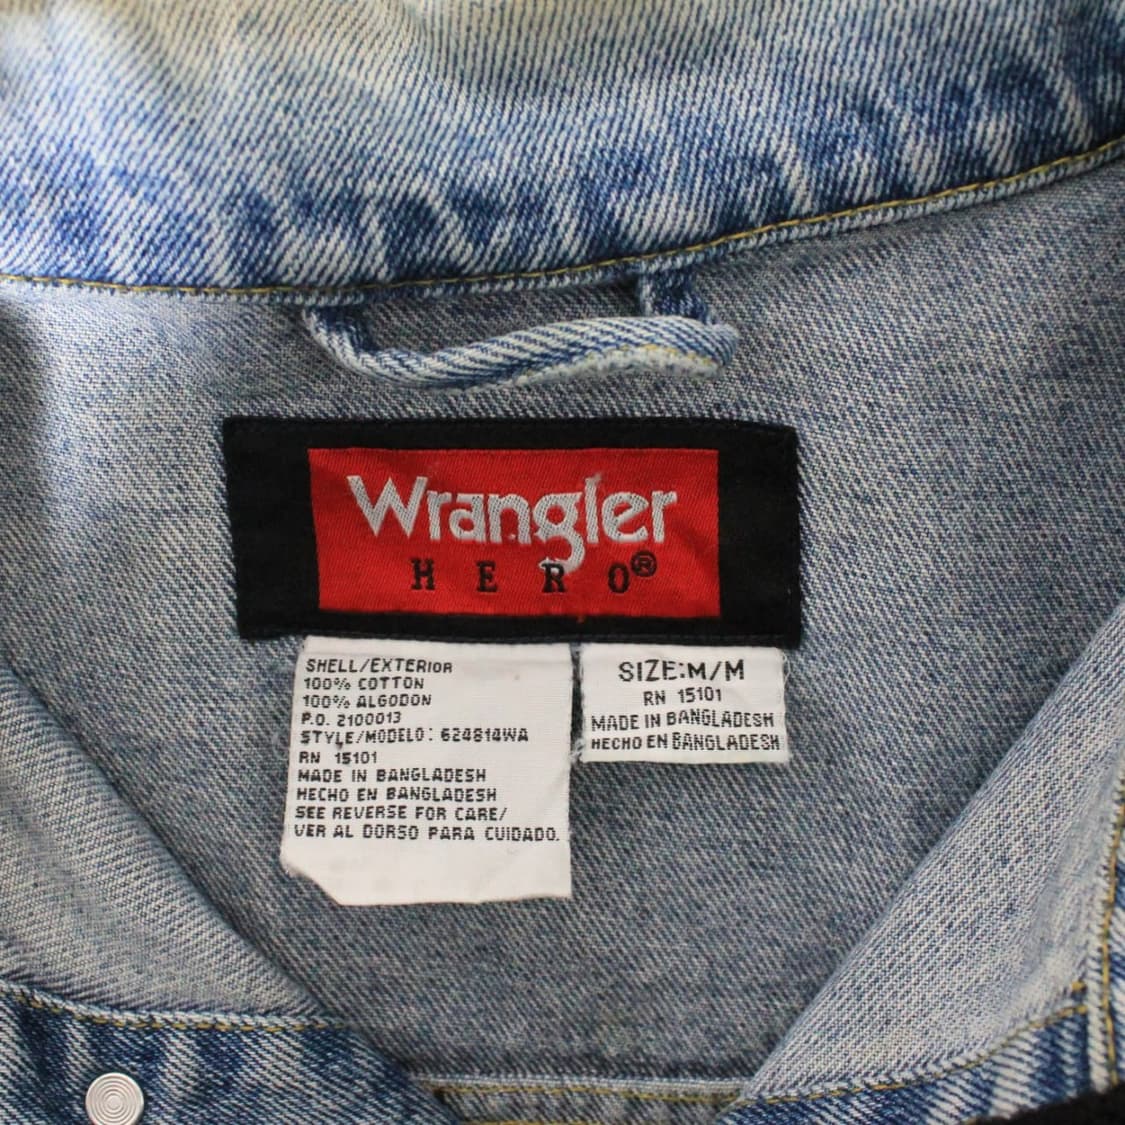 Wrangler
HERO®
SHELL/EXTERIOR
100% COTTON
100% ALGODON
P.O. 2100013
STYLE/MODELO: 624814WA
RN 15101
MADE IN BANGLADESH
HECHO EN BANGLADESH
SEE REVERSE FOR CARE/
VER AL DORSO PARA CUIDADO.
SIZE:M/M
RN 15101
MADE IN BANGLADESH
HECHO EN BANGLADESH